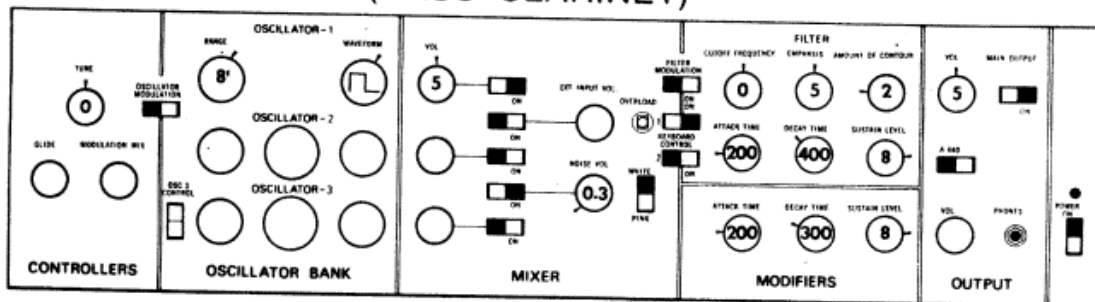 OSCILLATOR-1
RANGE
WAVEFORM
8'
TUNE
0
OSCILLATOR
MODULATION
OSCILLATOR-2
GLIDE
MODULATION MIX
OSC 3
CONTROL
OSCILLATOR-3
CONTROLLERS
OSCILLATOR BANK
VOL
5
ON
EXT INPUT VOL.
OVERLOAD
ON
ON
NOISE VOL
0.3
WHITE
PINK
ON
ON
MIXER
FILTER
FILTER
MODULATION
ON
ON
1
KEYBOARD
CONTROL
2
CUTOFF FREQUENCY
EMPHASIS
AMOUNT OF CONTOUR
0
5
2
ATTACK TIME
DECAY TIME
SUSTAIN LEVEL
200
400
8
ATTACK TIME
DECAY TIME
SUSTAIN LEVEL
200
300
8
MODIFIERS
VOL
MAIN OUTPUT
5
ON
A 440
VOL
PHONES
OUTPUT
POWER
ON